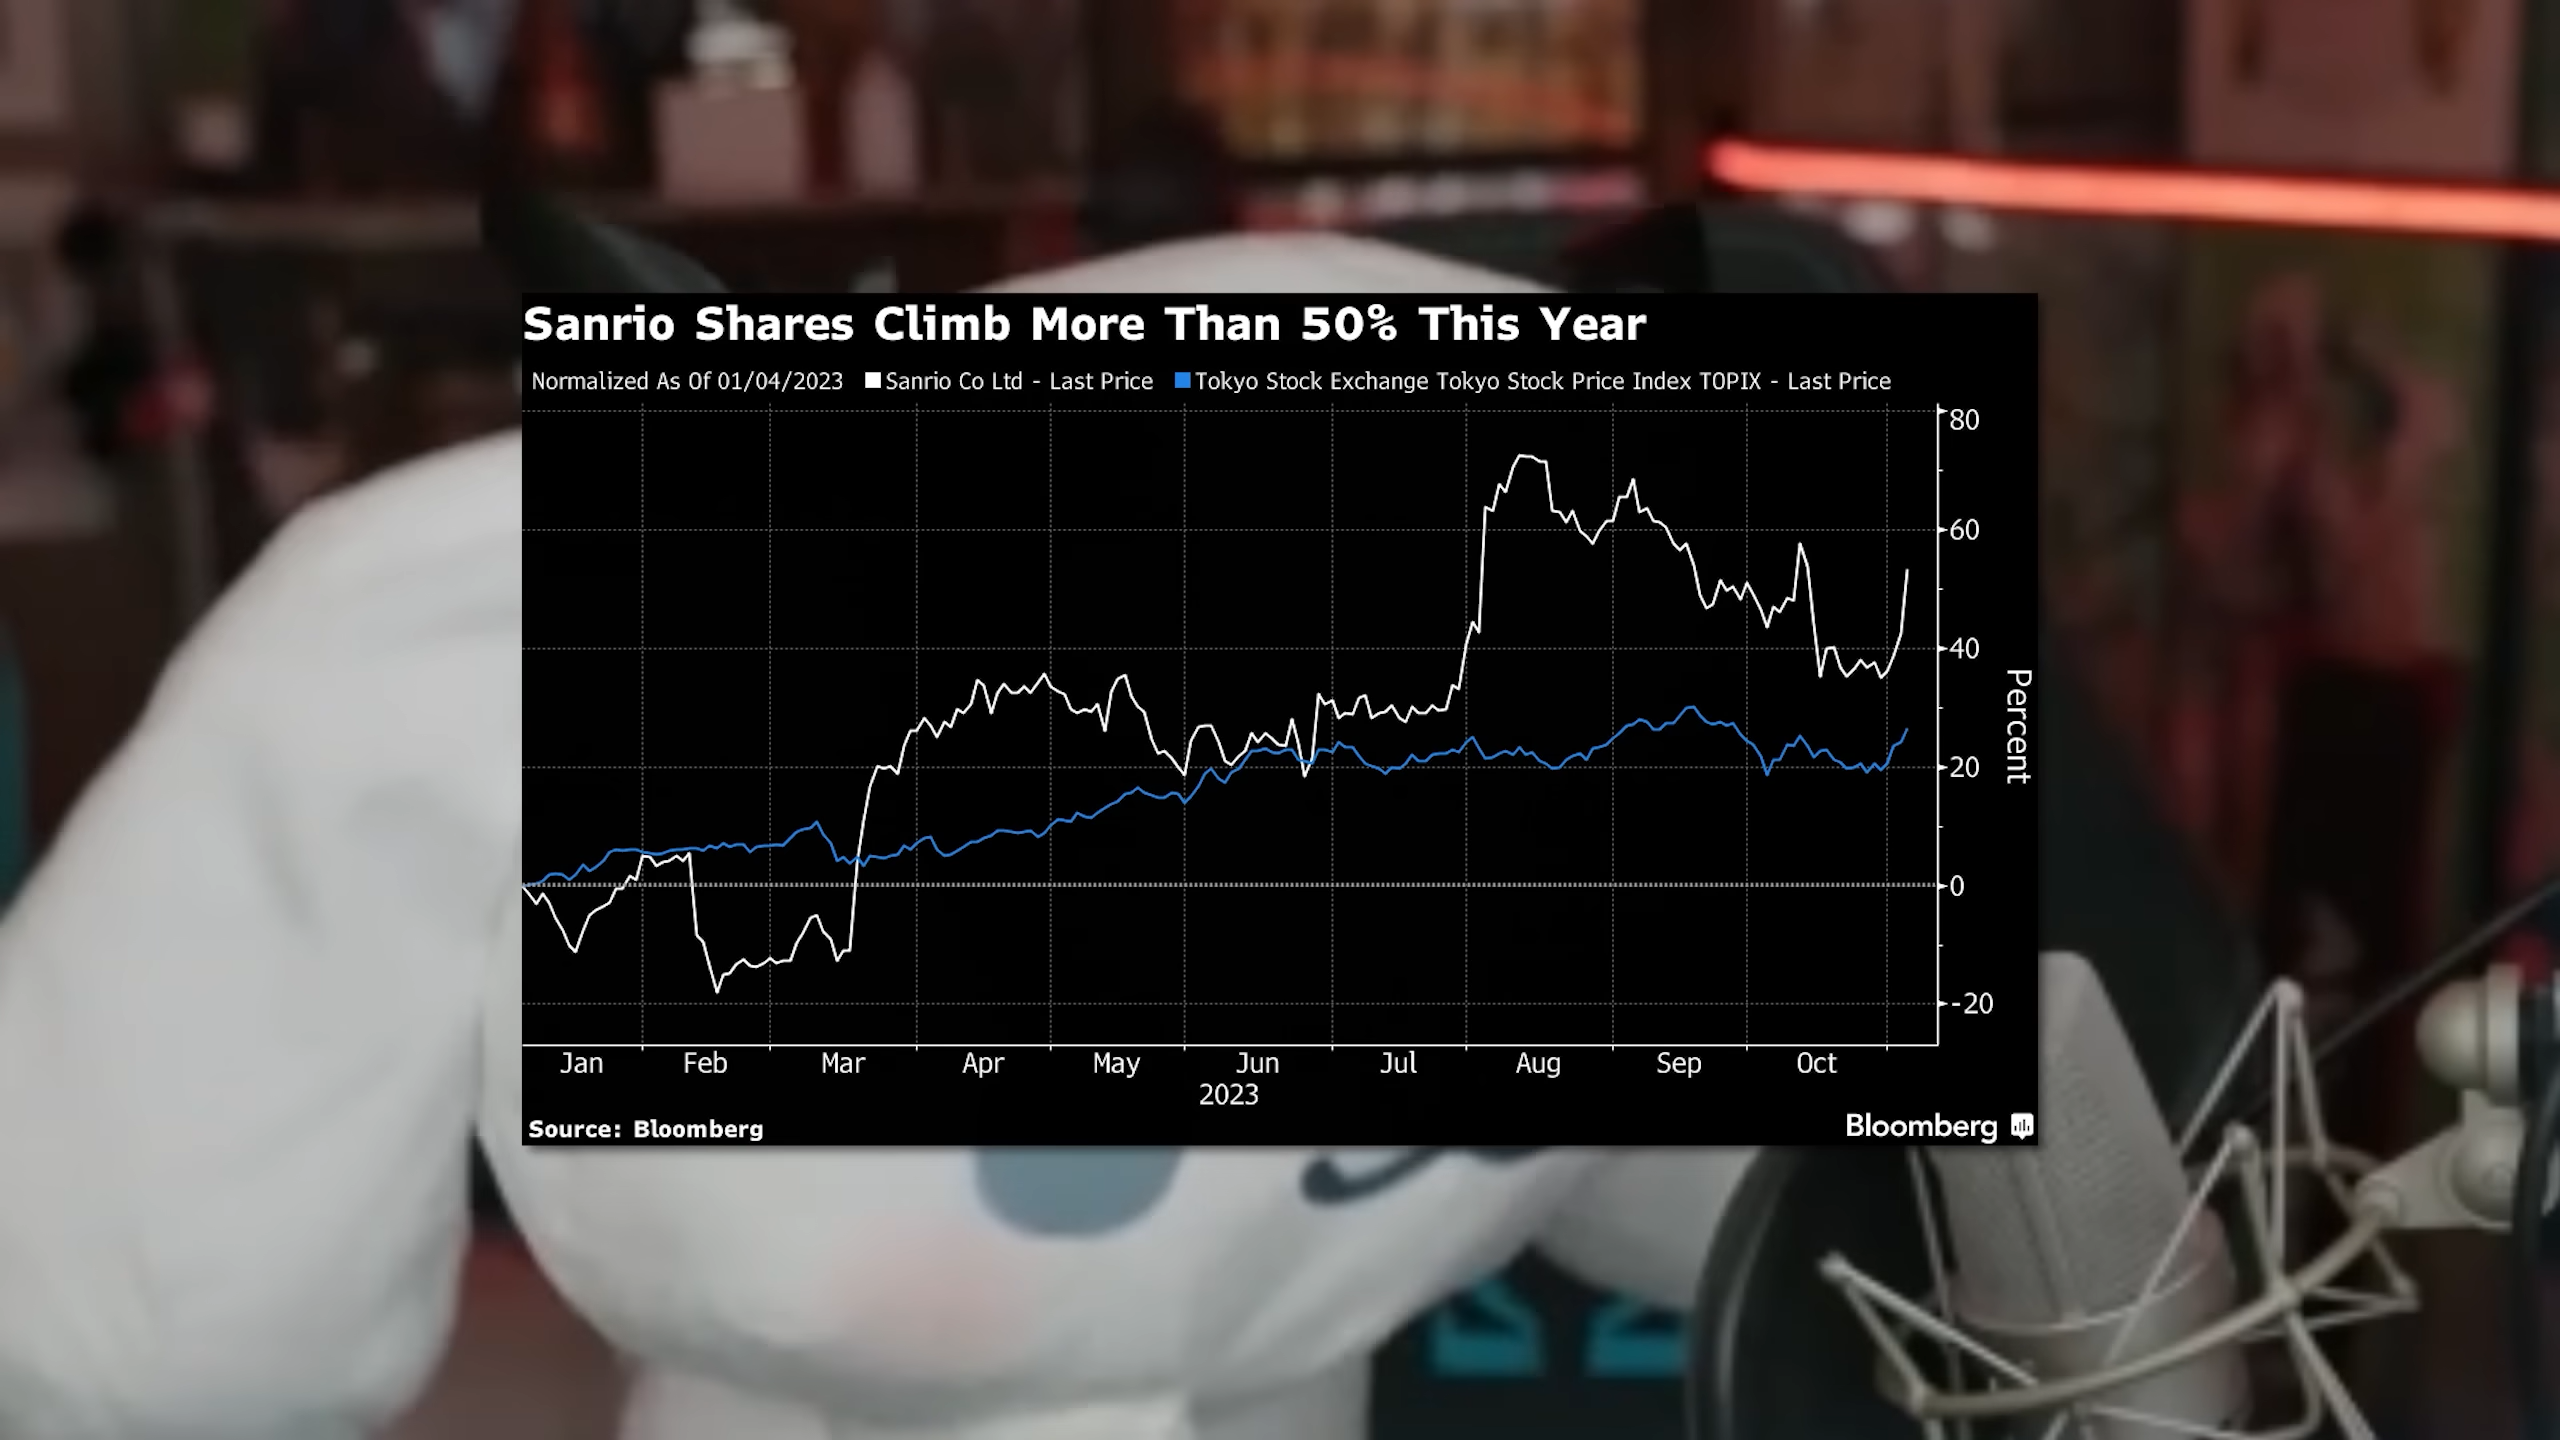 Sanrio Shares Climb More Than 50% This Year
Normalized As Of 01/04/2023 Sanrio Co Ltd - Last Price Tokyo Stock Exchange Tokyo Stock Price Index TOPIX - Last Price
80
60
40
20
0
-20
Percent
Jan Feb Mar Apr May Jun Jul Aug Sep Oct
2023
Source: Bloomberg
Bloomberg